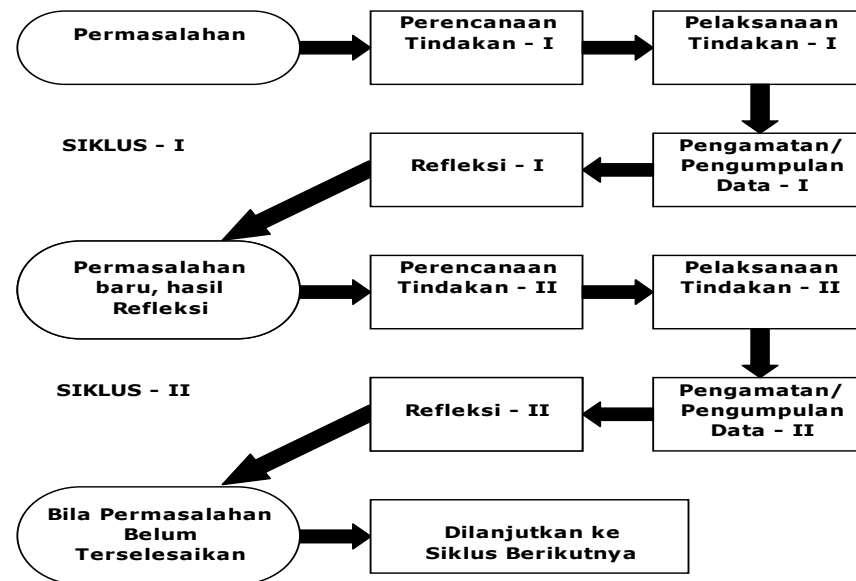 Permasalahan
Perencanaan
Tindakan - I
Pelaksanaan
Tindakan - I
SIKLUS - I
Pengamatan/
Pengumpulan
Data - I
Refleksi - I
Permasalahan
baru, hasil
Refleksi
Perencanaan
Tindakan - II
Pelaksanaan
Tindakan - II
SIKLUS - II
Pengamatan/
Pengumpulan
Data - II
Refleksi - II
Bila Permasalahan
Belum
Terselesaikan
Dilanjutkan ke
Siklus Berikutnya